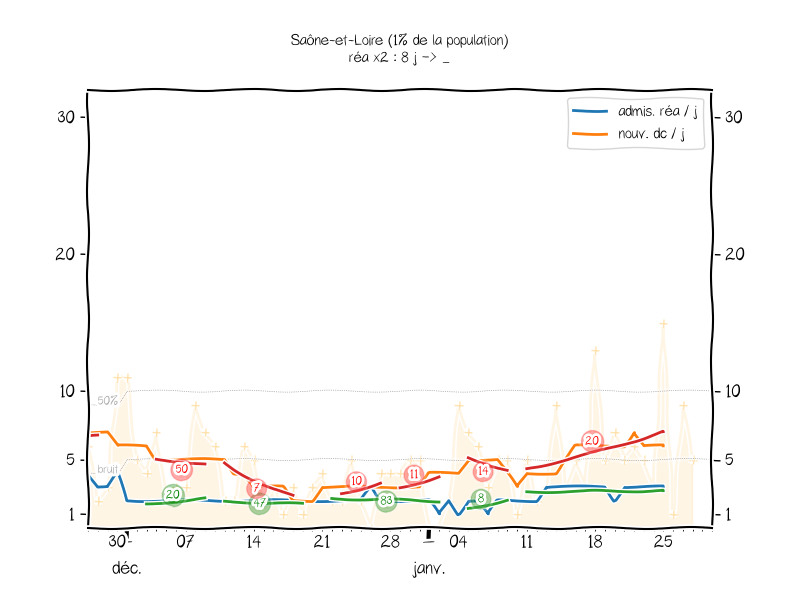 Saône-et-Loire (1% de la population)
réa x2 : 8 j -> _
admis. réa / j
nouv. dc / j
30 30
20 20
10 10
50%
5 5
bruit
1 1
50 20 7 47 10 83 11 14 8 20
30 07 14 21 28 04 11 18 25
déc. janv.